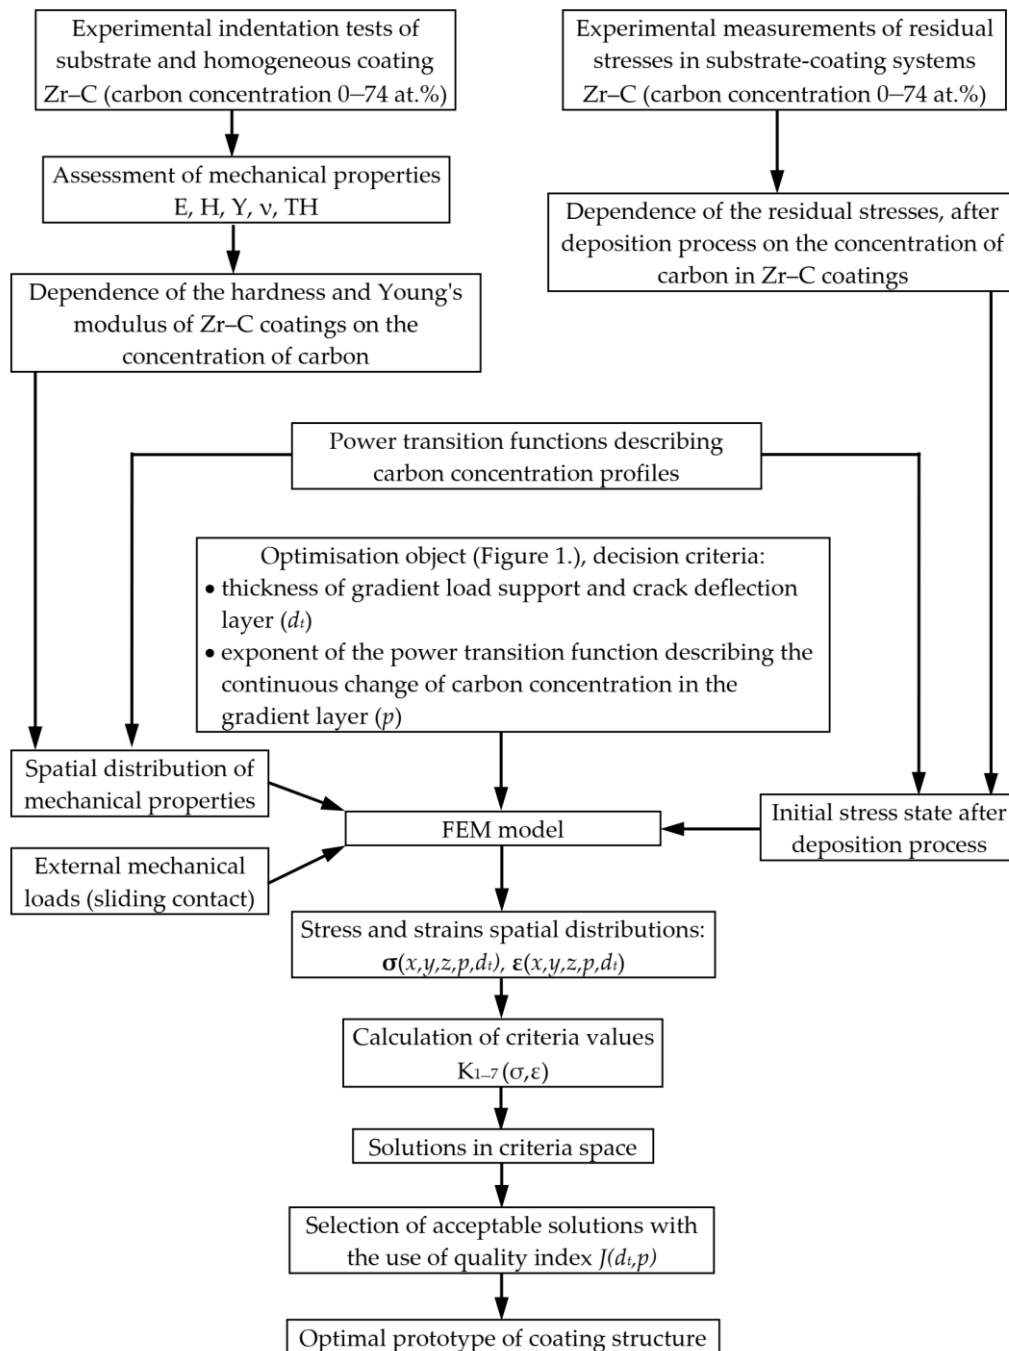 Experimental indentation tests of
substrate and homogeneous coating
Zr–C (carbon concentration 0–74 at.%)
Experimental measurements of residual
stresses in substrate-coating systems
Zr–C (carbon concentration 0–74 at.%)
Assessment of mechanical properties
E, H, Y, ν, TH
Dependence of the residual stresses, after
deposition process on the concentration of
carbon in Zr–C coatings
Dependence of the hardness and Young's
modulus of Zr–C coatings on the
concentration of carbon
Power transition functions describing
carbon concentration profiles
Optimisation object (Figure 1.), decision criteria:
• thickness of gradient load support and crack deflection
layer (dt)
• exponent of the power transition function describing the
continuous change of carbon concentration in the
gradient layer (p)
Spatial distribution of
mechanical properties
FEM model
Initial stress state after
deposition process
External mechanical
loads (sliding contact)
Stress and strains spatial distributions:
σ(x,y,z,p,dt), ε(x,y,z,p,dt)
Calculation of criteria values
K1–7 (σ,ε)
Solutions in criteria space
Selection of acceptable solutions with
the use of quality index J(dt,p)
Optimal prototype of coating structure